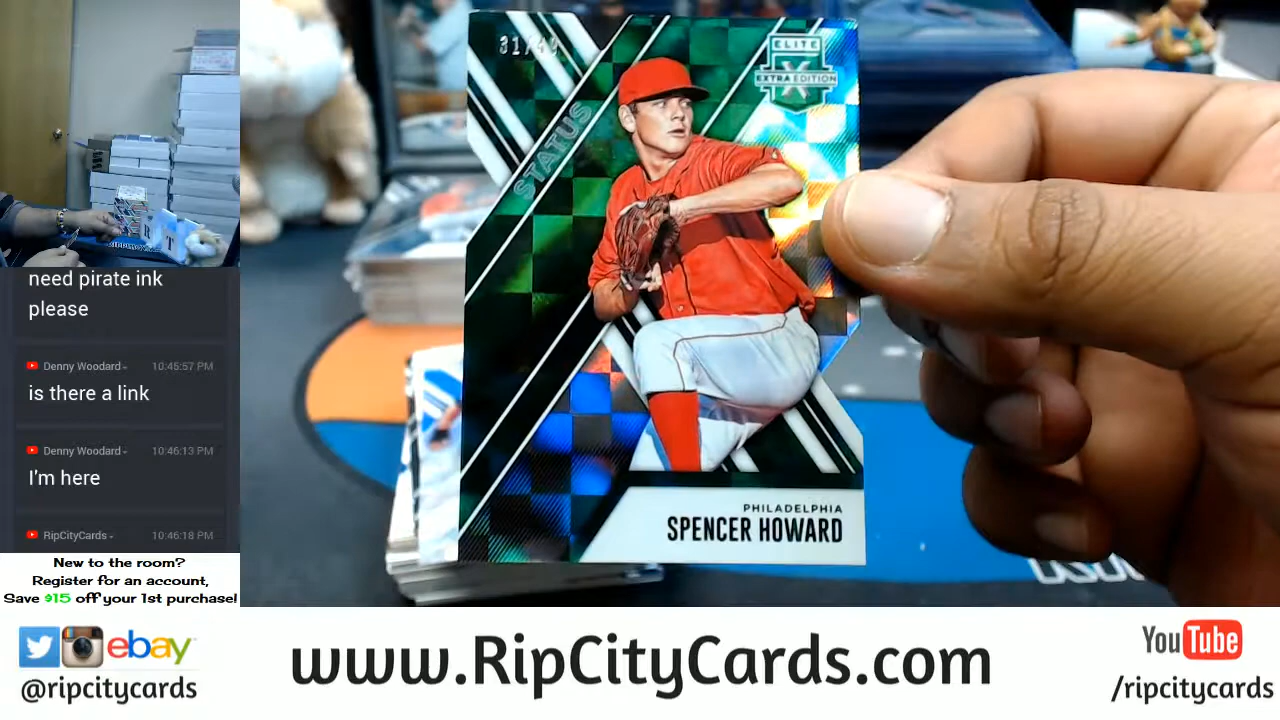 need pirate ink
please
Denny Woodard
10:45:57 PM
is there a link
Denny Woodard
10:46:13 PM
I'm here
RipCityCards
10:46:18 PM
New to the room?
Register for an account,
Save $15 off your 1st purchase!
STATUS
ELITE
EXTRA EDITION
PHILADELPHIA
SPENCER HOWARD
ebay
@ripcitycards
www.RipCityCards.com
YouTube
/ripcitycards